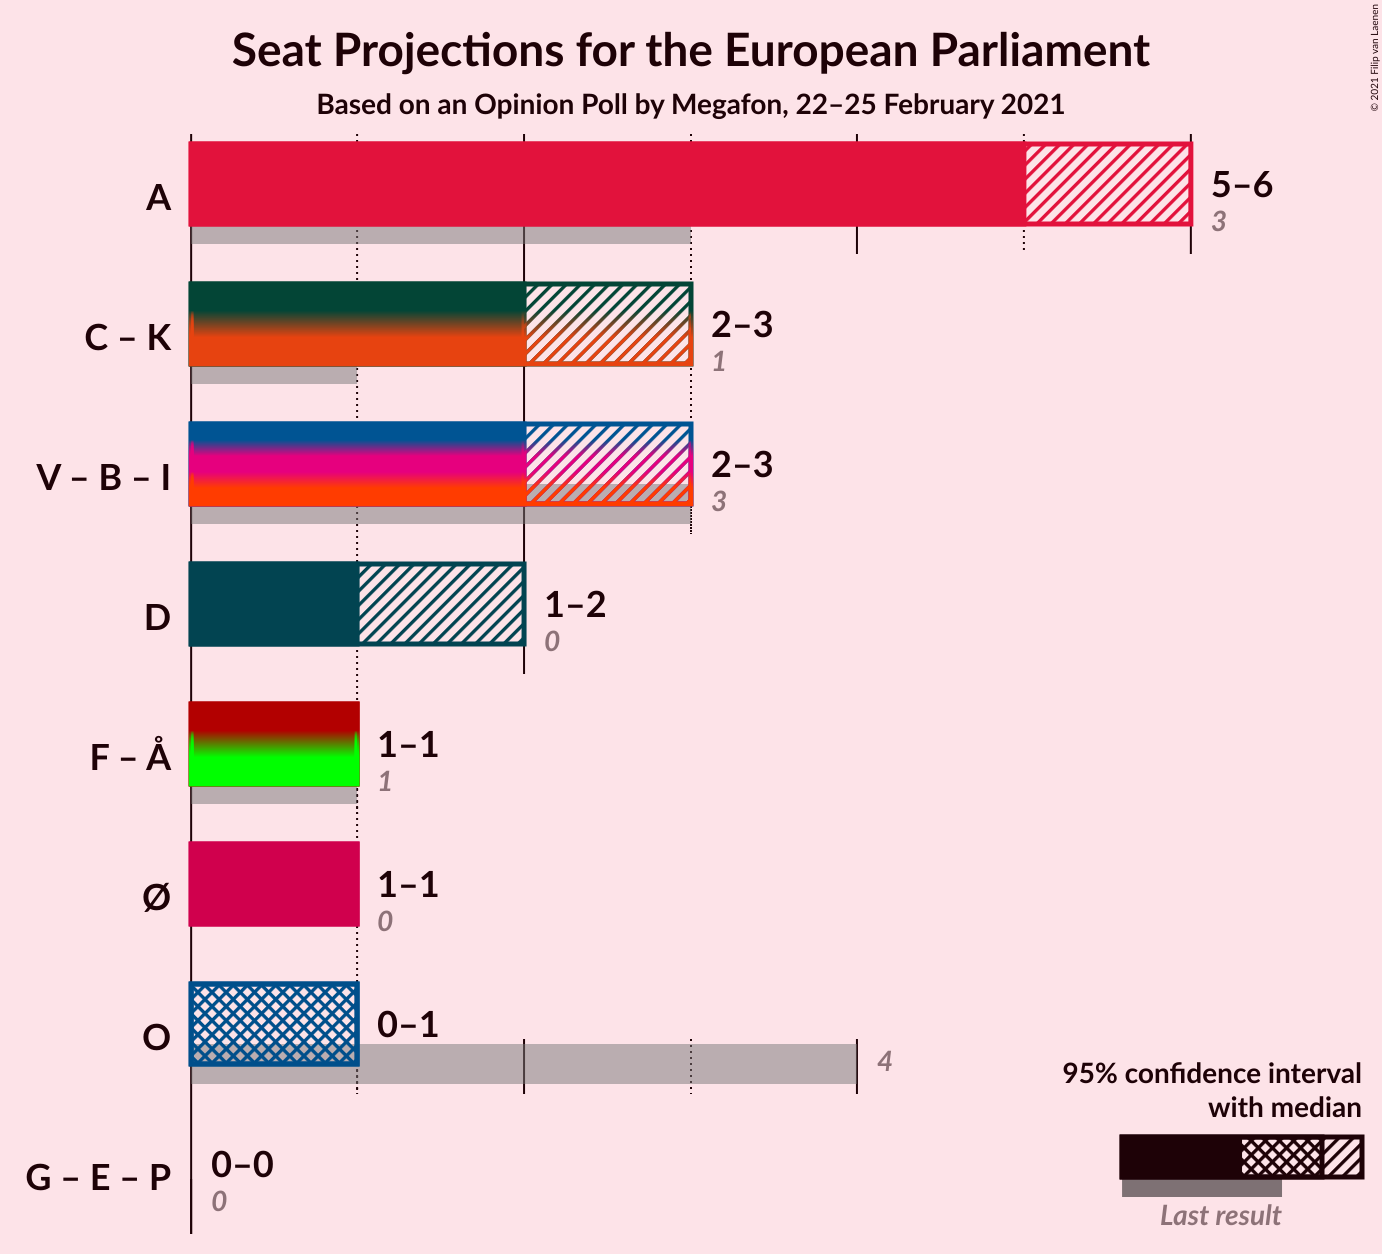 Seat Projections for the European Parliament
Based on an Opinion Poll by Megafon, 22–25 February 2021
© 2021 Filip van Laenen
A
5–6
3
C – K
2–3
1
V – B – I
2–3
3
D
1–2
0
F – Å
1–1
1
Ø
1–1
0
O
0–1
4
G – E – P
0–0
0
95% confidence interval
with median
Last result